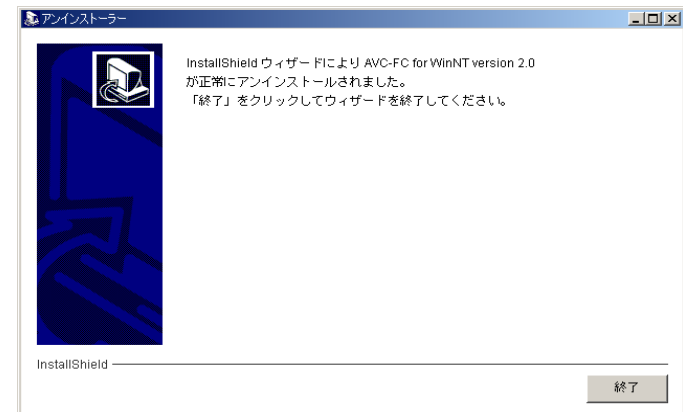 アンインストーラー
InstallShield ウィザードにより AVC-FC for WinNT version 2.0
が正常にアンインストールされました。
「終了」をクリックしてウィザードを終了してください。
InstallShield
終了